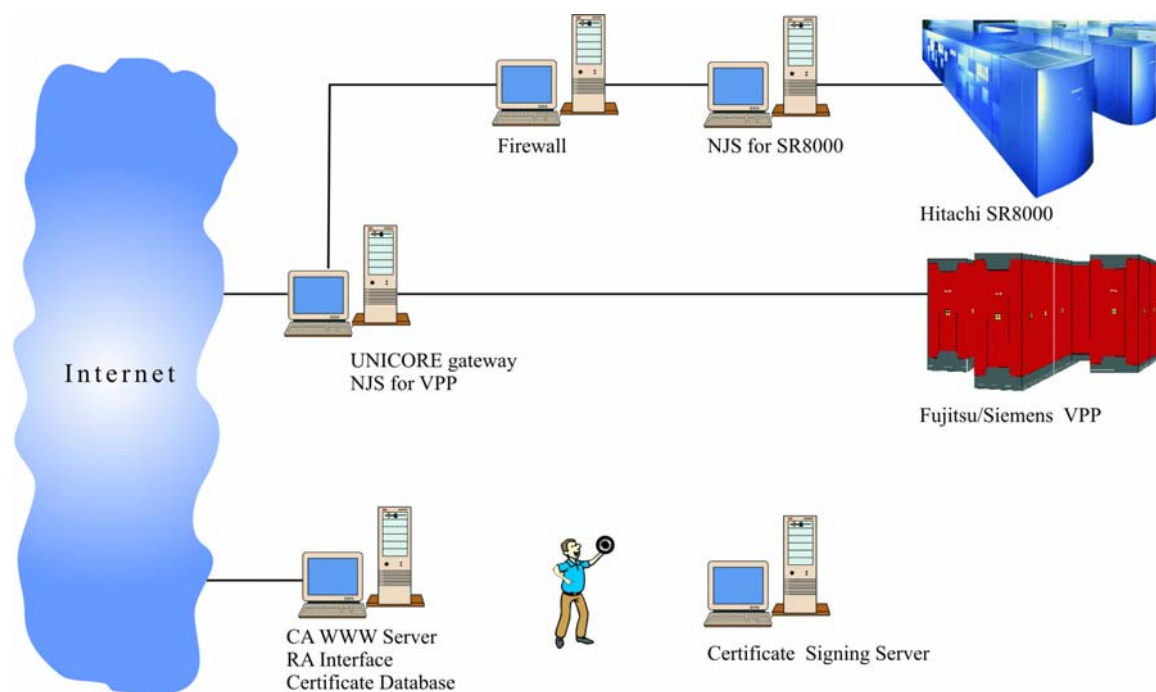 Firewall
NJS for SR8000
Hitachi SR8000
Internet
UNICORE gateway
NJS for VPP
Fujitsu/Siemens VPP
CA WWW Server
RA Interface
Certificate Database
Certificate Signing Server